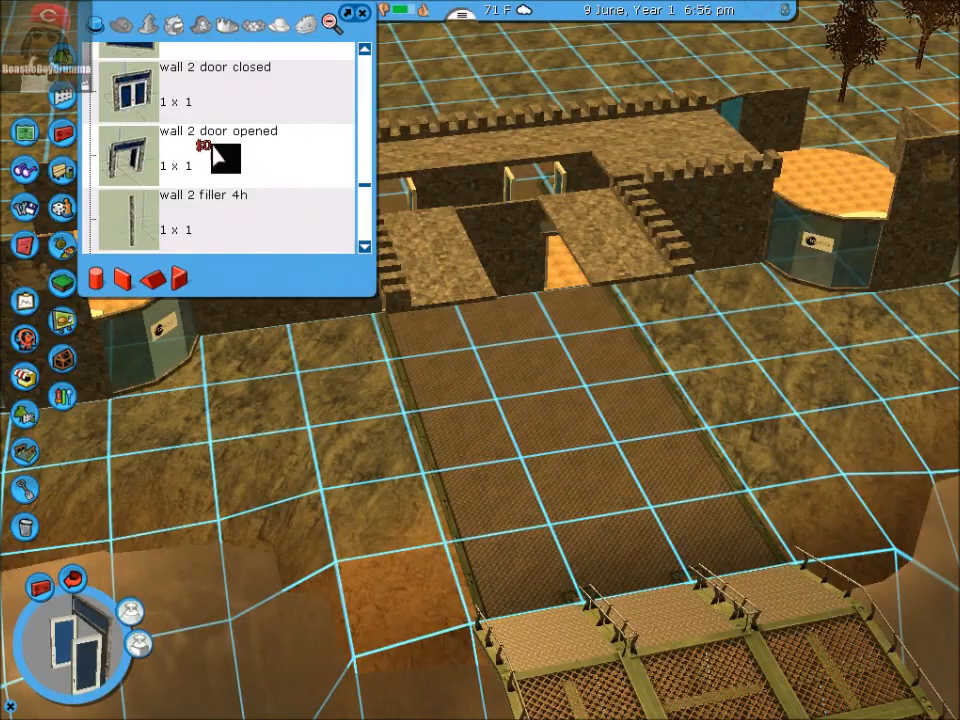 71 F
9 June, Year 1 6:56 pm
BeastieBoyDrumma
wall 2 door closed
1 x 1
wall 2 door opened
$0
1 x 1
wall 2 filler 4h
1 x 1